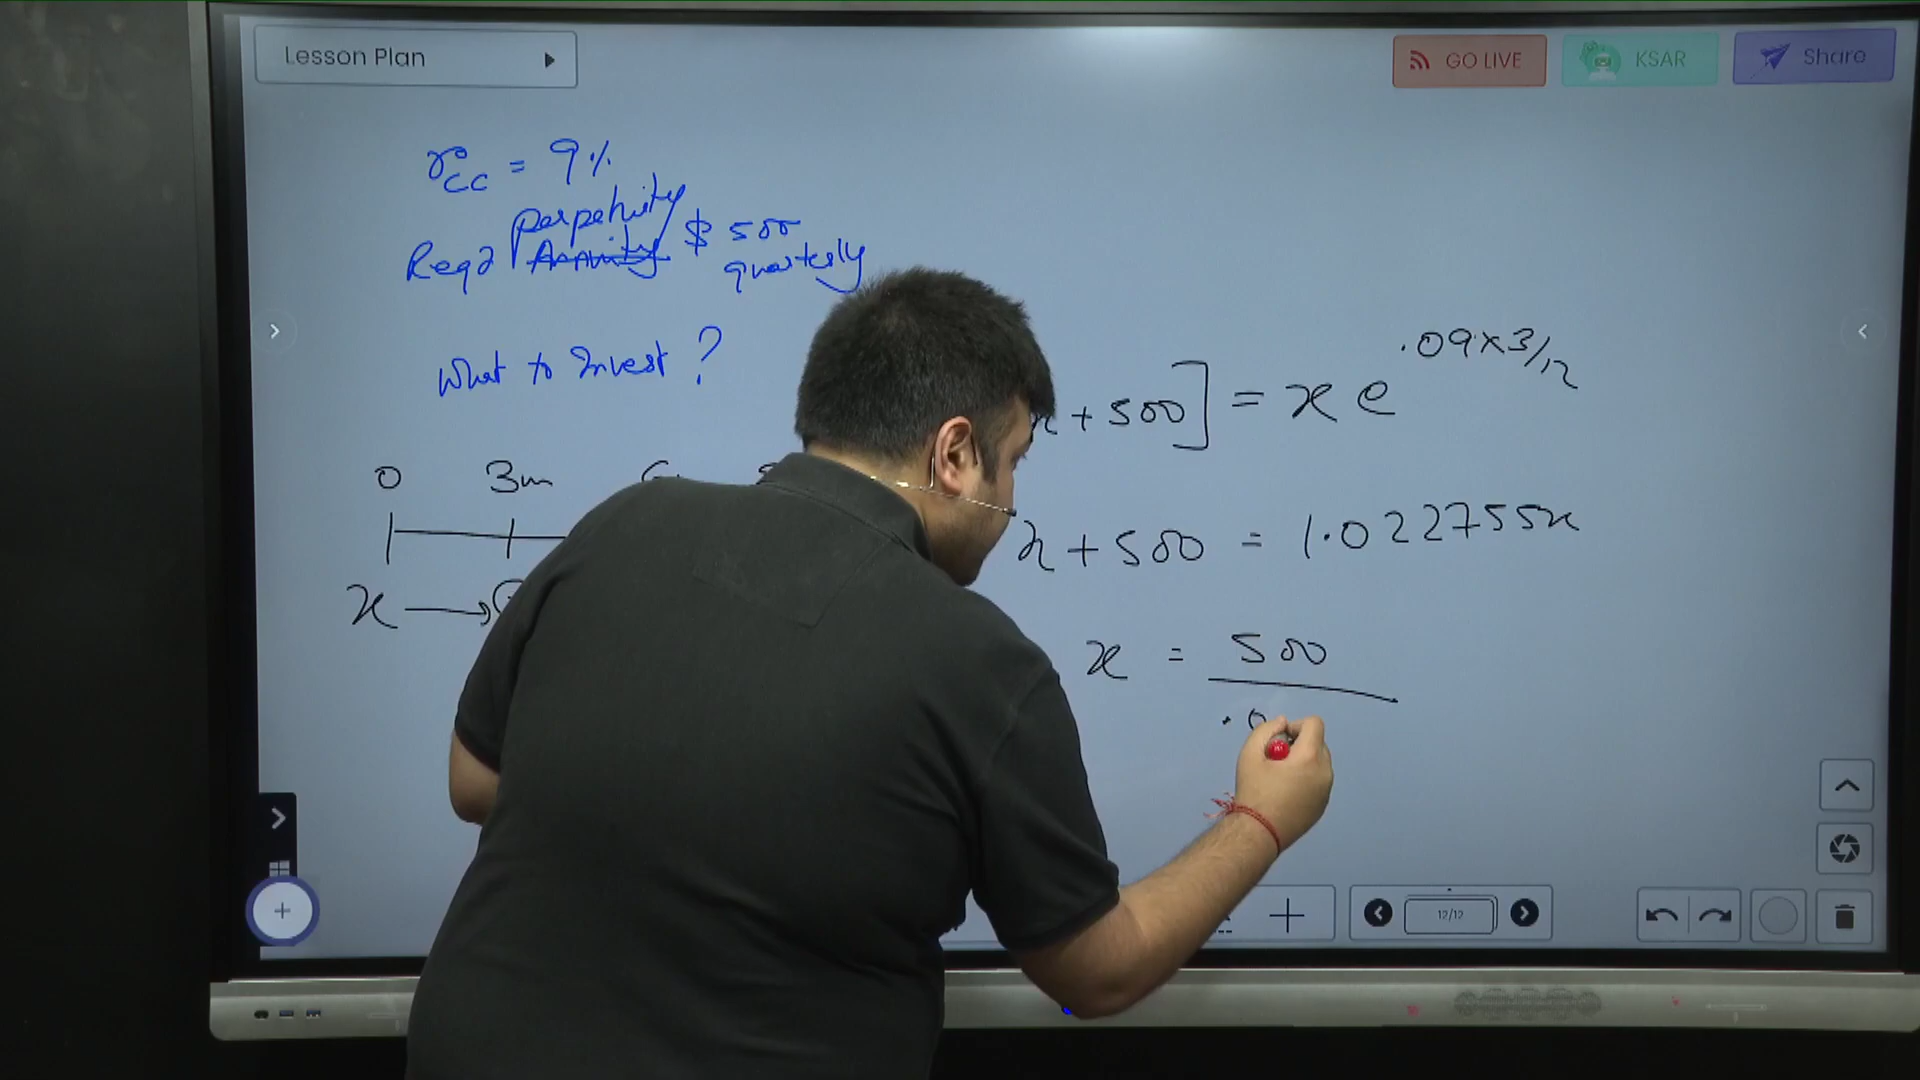 Lesson Plan
GO LIVE
KSAR
Share
r_cc = 9%
perpetuity
Reqd Annuity $ 500
quarterly
What to Invest ?
+ 500] = x e^.09×3/12
0 3m
x + 500 = 1.022755x
x →
x = 500
.0
12/12